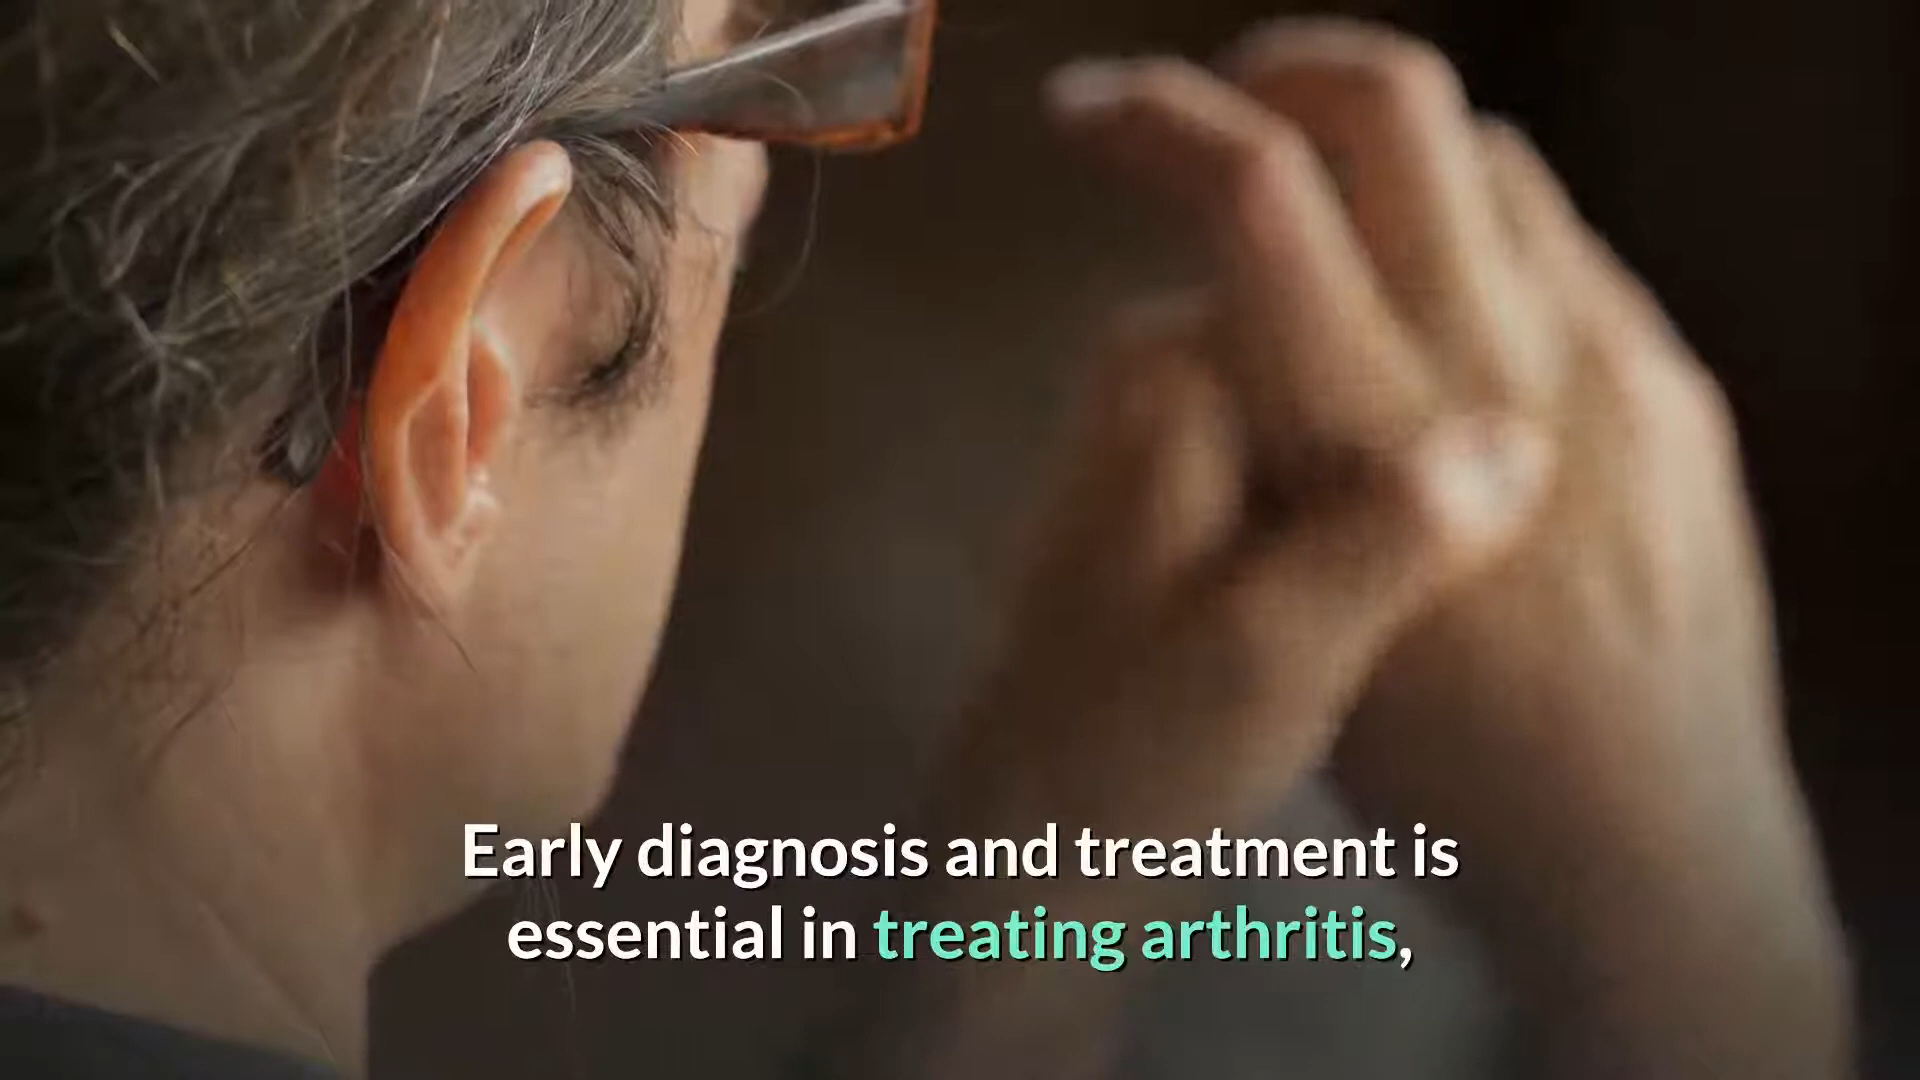 Early diagnosis and treatment is
essential in treating arthritis,